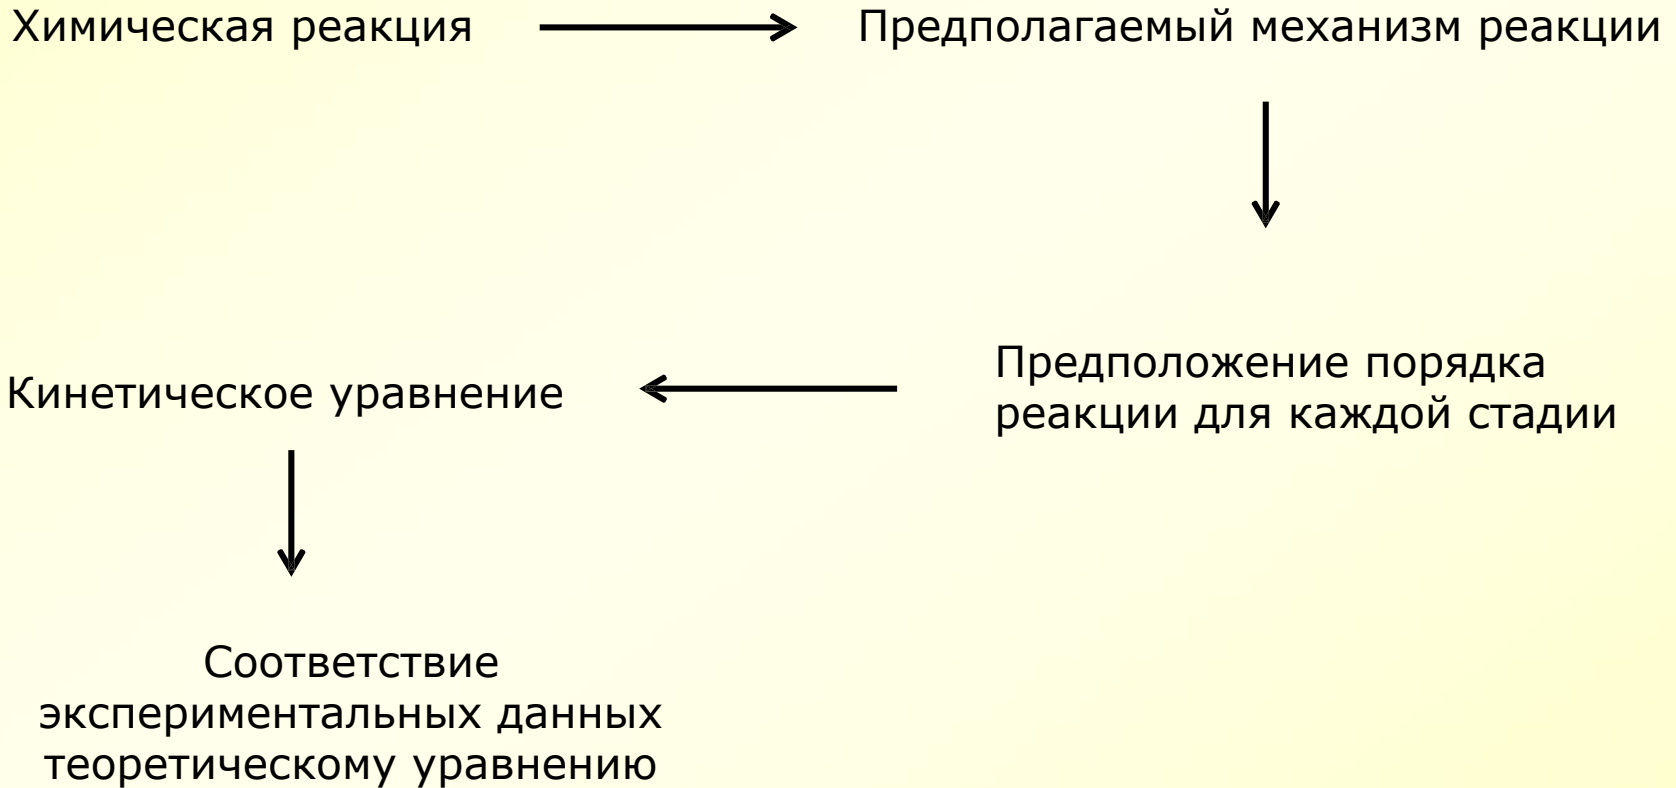 Химическая реакция
Предполагаемый механизм реакции
Предположение порядка
реакции для каждой стадии
Кинетическое уравнение
Соответствие
экспериментальных данных
теоретическому уравнению